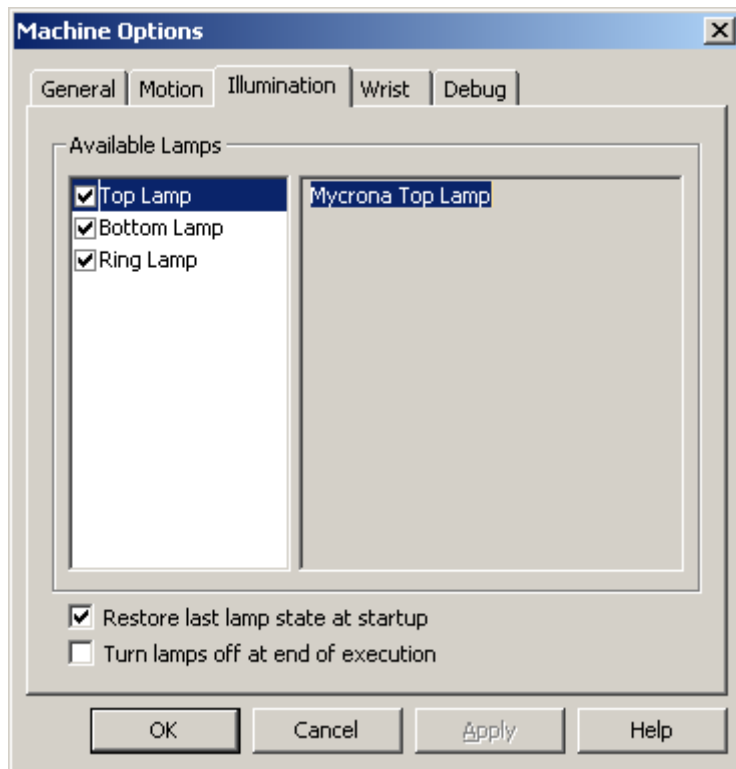 Machine Options
General Motion Illumination Wrist Debug
Available Lamps
Top Lamp Mycrona Top Lamp
Bottom Lamp
Ring Lamp
Restore last lamp state at startup
Turn lamps off at end of execution
OK Cancel Apply Help